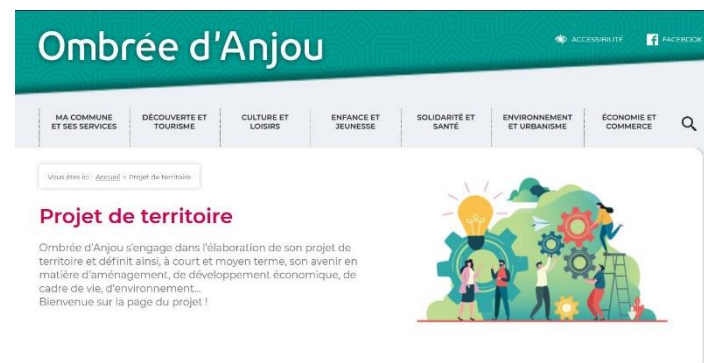 Ombrée d'Anjou
ACCESSIBILITÉ
FACEBOOK
MA COMMUNE
ET SES SERVICES
DÉCOUVERTE ET
TOURISME
CULTURE ET
LOISIRS
ENFANCE ET
JEUNESSE
SOLIDARITÉ ET
SANTÉ
ENVIRONNEMENT
ET URBANISME
ÉCONOMIE ET
COMMERCE
Vous êtes ici : Accueil > Projet de territoire
Projet de territoire
Ombrée d'Anjou s'engage dans l'élaboration de son projet de
territoire et définit ainsi, à court et moyen terme, son avenir en
matière d'aménagement, de développement économique, de
cadre de vie, d'environnement...
Bienvenue sur la page du projet !